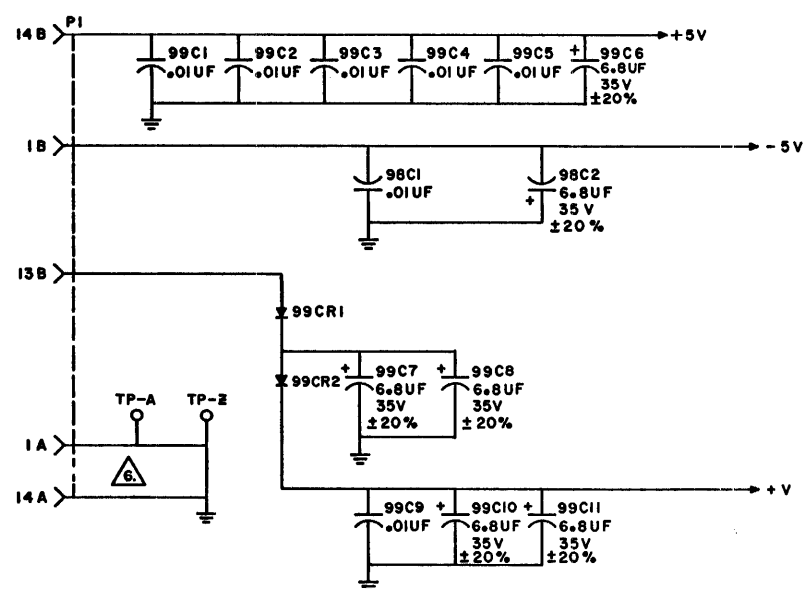 14B P1 +5V
99C1 99C2 99C3 99C4 99C5 + 99C6
.01UF .01UF .01UF .01UF .01UF 6.8UF
35V
±20%
1B -5V
98C1 98C2
.01UF 6.8UF
+ 35V
±20%
13B
99CR1
+ 99C7 + 99C8
99CR2 6.8UF 6.8UF
TP-A TP-Z 35V 35V
±20% ±20%
1A
6.
14A +V
99C9 + 99C10 + 99C11
.01UF 6.8UF 6.8UF
35V 35V
±20% ±20%